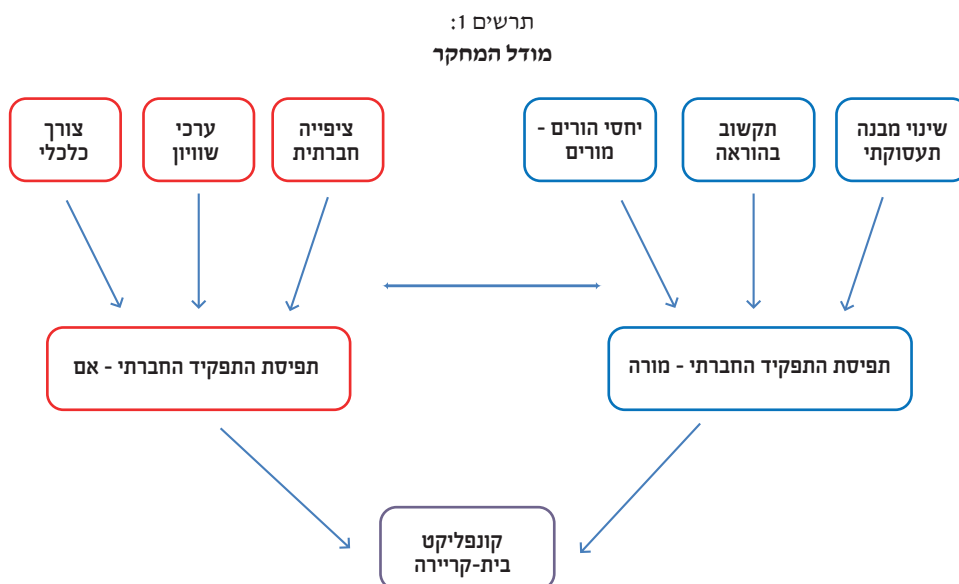 תרשים 1:
מודל המחקר
שינוי מבנה
תעסוקתי
תקשוב
בהוראה
יחסי הורים -
מורים
ציפייה
חברתית
ערכי
שוויון
צורך
כלכלי
תפיסת התפקיד החברתי - מורה
תפיסת התפקיד החברתי - אם
קונפליקט
בית-קריירה